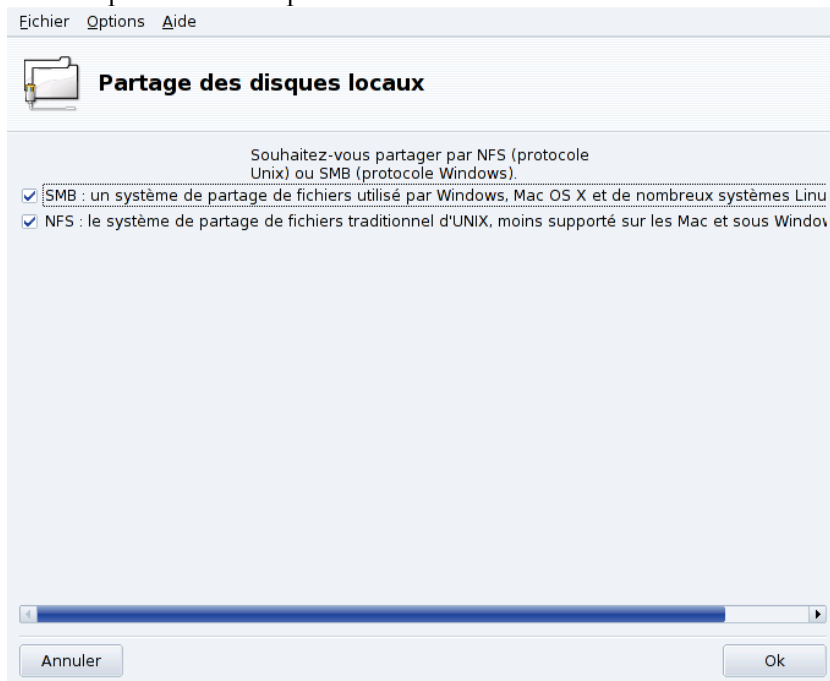 Fichier Options Aide
Partage des disques locaux
Souhaitez-vous partager par NFS (protocole
Unix) ou SMB (protocole Windows).
SMB : un système de partage de fichiers utilisé par Windows, Mac OS X et de nombreux systèmes Linu
NFS : le système de partage de fichiers traditionnel d'UNIX, moins supporté sur les Mac et sous Windov
Annuler Ok